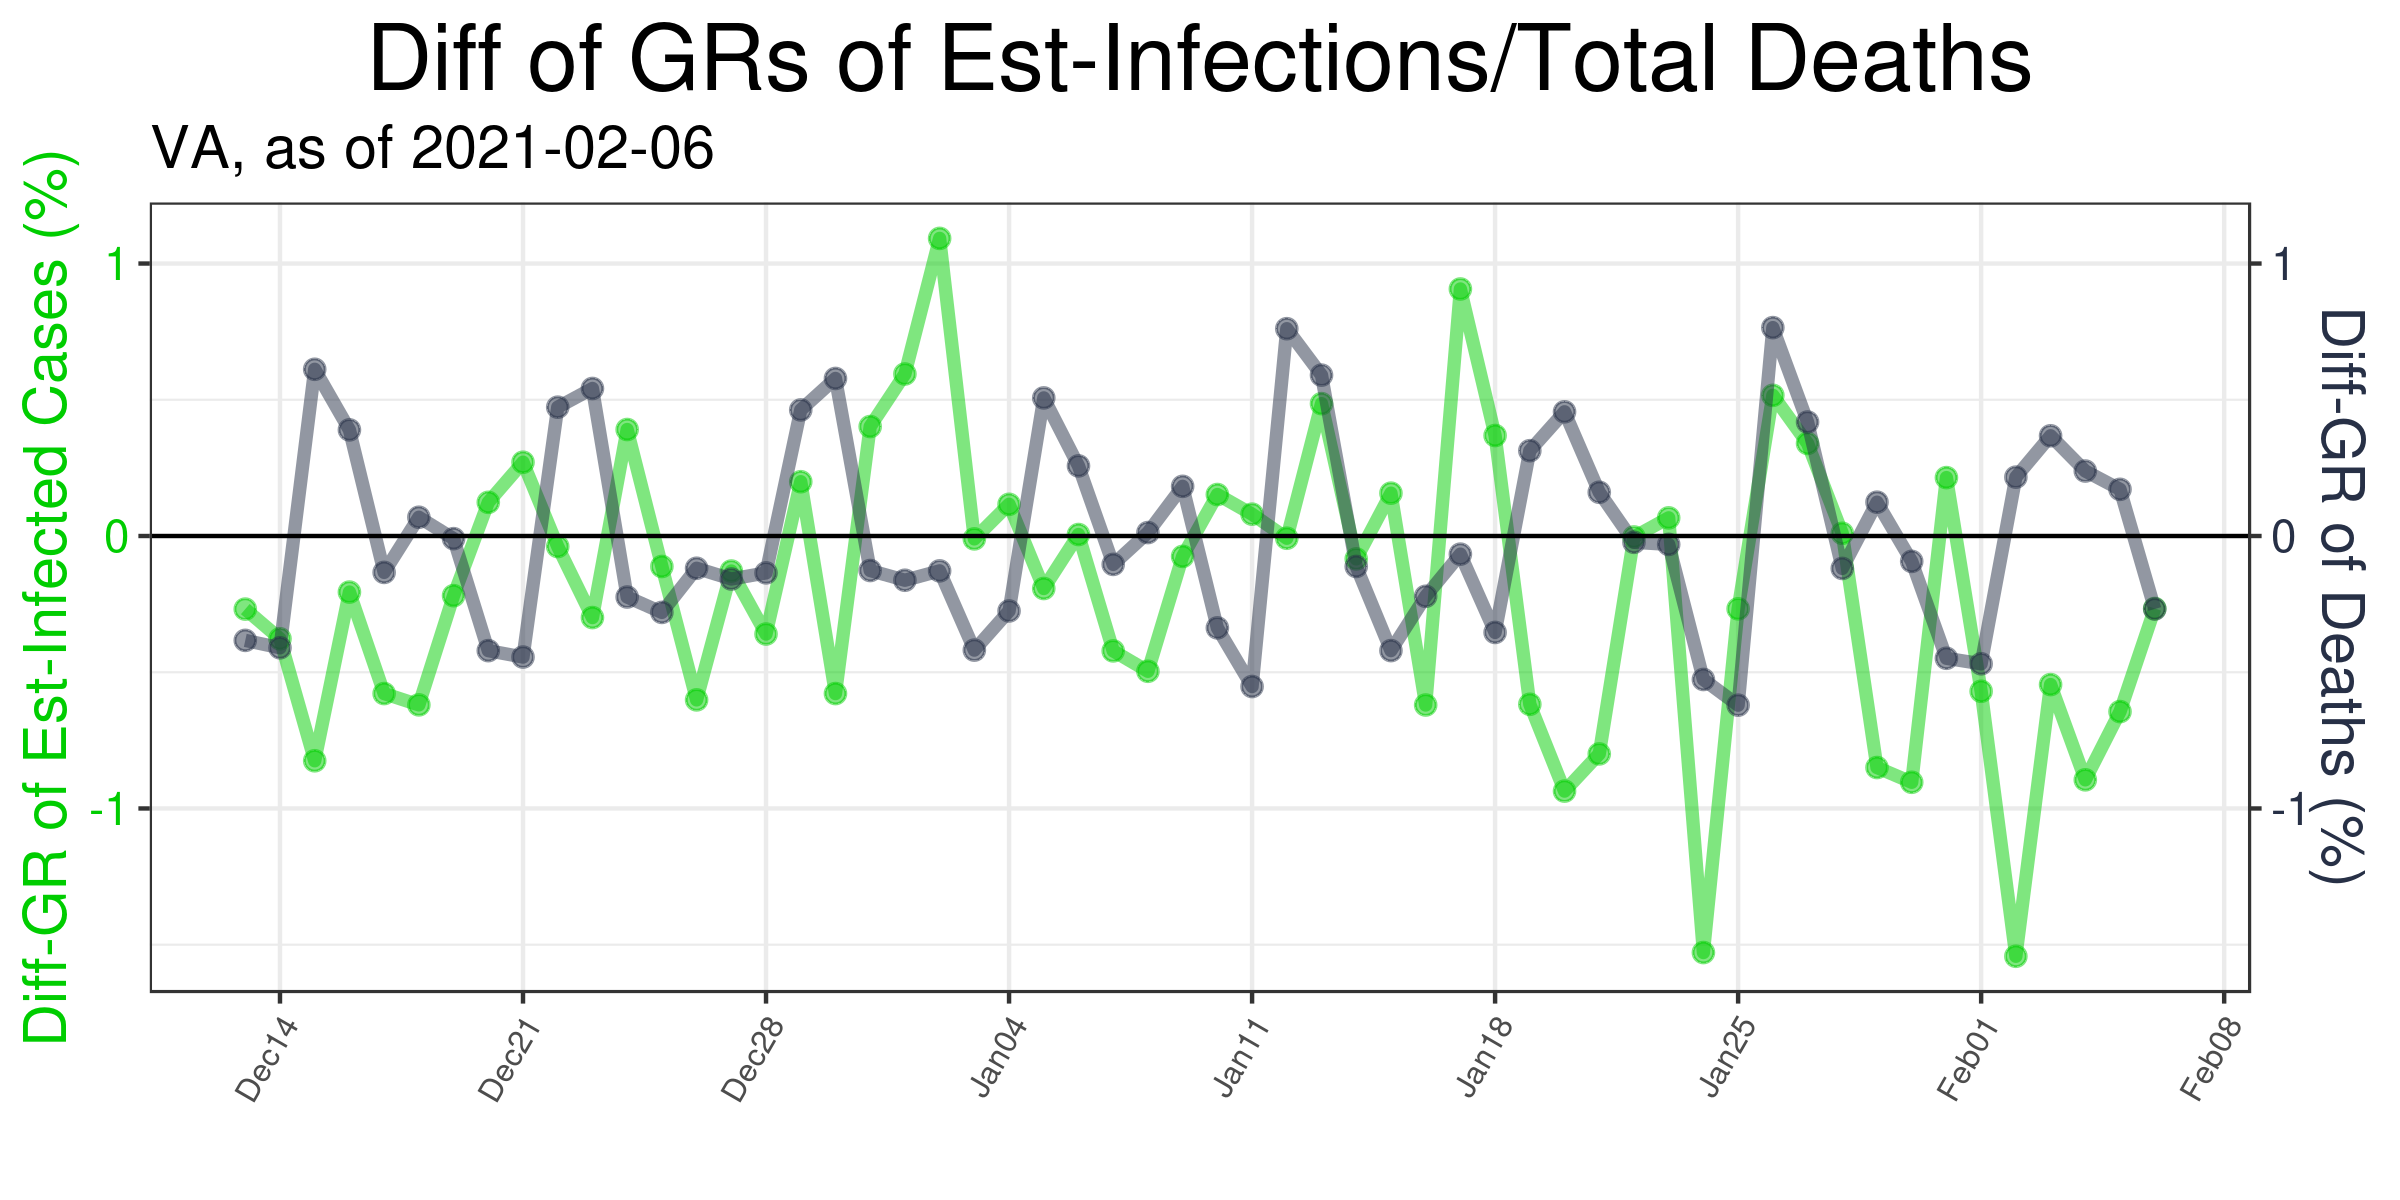 Diff of GRs of Est-Infections/Total Deaths
VA, as of 2021-02-06
Diff-GR of Est-Infected Cases (%)
1
0
-1
1
0
-1
Diff-GR of Deaths (%)
Dec14
Dec21
Dec28
Jan04
Jan11
Jan18
Jan25
Feb01
Feb08